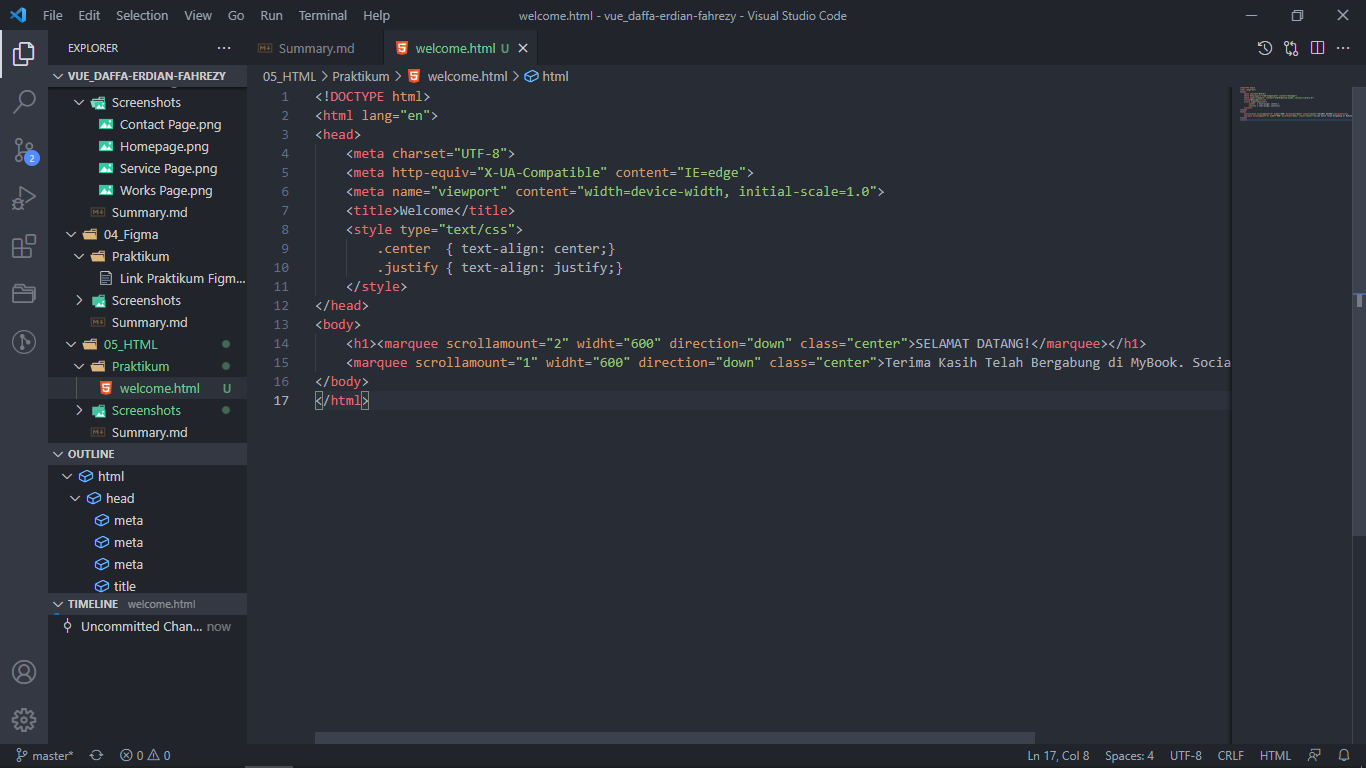 File Edit Selection View Go Run Terminal Help welcome.html - vue_daffa-erdian-fahrezy - Visual Studio Code
EXPLORER
Summary.md
welcome.html U
VUE_DAFFA-ERDIAN-FAHREZY
05_HTML > Praktikum > welcome.html > html
Screenshots
Contact Page.png
Homepage.png
Service Page.png
Works Page.png
Summary.md
04_Figma
Praktikum
Link Praktikum Figm...
Screenshots
Summary.md
05_HTML
Praktikum
welcome.html U
Screenshots
Summary.md
OUTLINE
html
head
meta
meta
meta
title
TIMELINE welcome.html
Uncommitted Chan... now
2
1 <!DOCTYPE html>
2 <html lang="en">
3 <head>
4 <meta charset="UTF-8">
5 <meta http-equiv="X-UA-Compatible" content="IE=edge">
6 <meta name="viewport" content="width=device-width, initial-scale=1.0">
7 <title>Welcome</title>
8 <style type="text/css">
9 .center  { text-align: center;}
10 .justify { text-align: justify;}
11 </style>
12 </head>
13 <body>
14 <h1><marquee scrollamount="2" widht="600" direction="down" class="center">SELAMAT DATANG!</marquee></h1>
15 <marquee scrollamount="1" widht="600" direction="down" class="center">Terima Kasih Telah Bergabung di MyBook. Socia
16 </body>
17 </html>
master* 0 0 Ln 17, Col 8 Spaces: 4 UTF-8 CRLF HTML